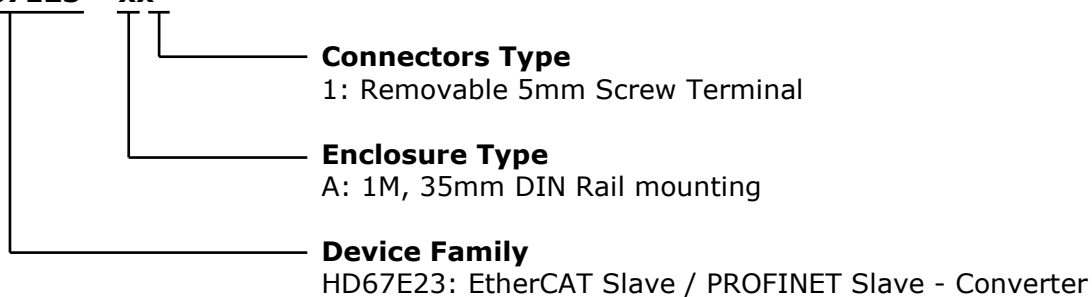 Connectors Type
1: Removable 5mm Screw Terminal
Enclosure Type
A: 1M, 35mm DIN Rail mounting
Device Family
HD67E23: EtherCAT Slave / PROFINET Slave - Converter